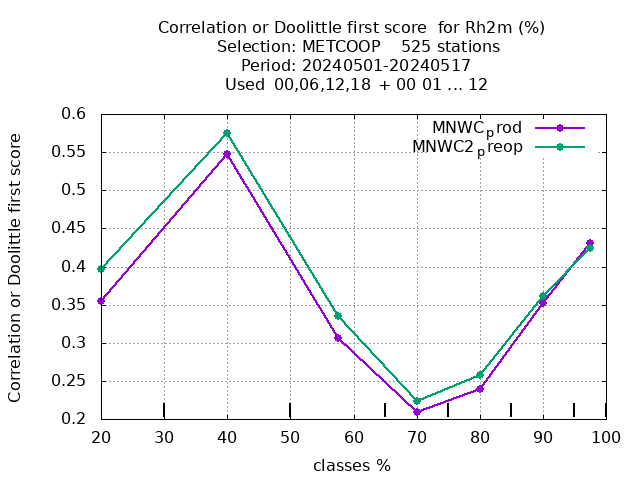 Correlation or Doolittle first score  for Rh2m (%)
Selection: METCOOP    525 stations
Period: 20240501-20240517
Used  00,06,12,18 + 00 01 ... 12
Correlation or Doolittle first score
0.6
0.55
0.5
0.45
0.4
0.35
0.3
0.25
0.2
MNWCprod
MNWC2preop
20 30 40 50 60 70 80 90 100
classes %